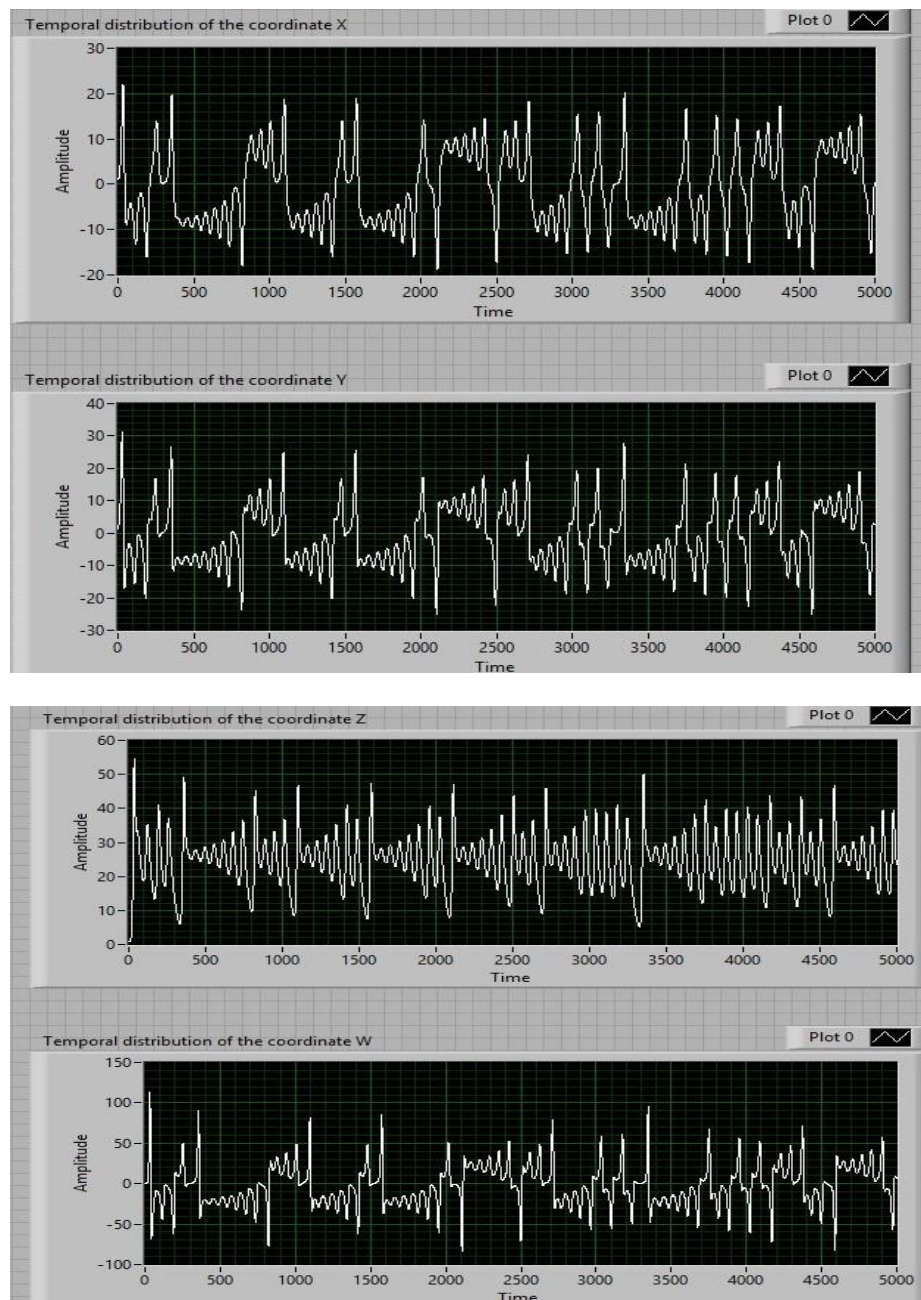 Temporal distribution of the coordinate X
Plot 0
30
20
10
0
-10
-20
Amplitude
0 500 1000 1500 2000 2500 3000 3500 4000 4500 5000
Time
Temporal distribution of the coordinate Y
Plot 0
40
30
20
10
0
-10
-20
-30
Amplitude
0 500 1000 1500 2000 2500 3000 3500 4000 4500 5000
Time
Temporal distribution of the coordinate Z
Plot 0
60
50
40
30
20
10
0
Amplitude
0 500 1000 1500 2000 2500 3000 3500 4000 4500 5000
Time
Temporal distribution of the coordinate W
Plot 0
150
100
50
0
-50
-100
Amplitude
0 500 1000 1500 2000 2500 3000 3500 4000 4500 5000
Time